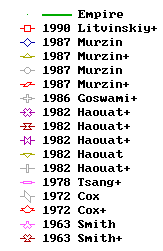 Empire
1990 Litvinskiy+
1987 Murzin
1987 Murzin+
1987 Murzin
1987 Murzin+
1986 Goswami+
1982 Haouat+
1982 Haouat+
1982 Haouat+
1982 Haouat
1982 Haouat+
1978 Tsang+
1972 Cox
1972 Cox+
1963 Smith
1963 Smith+